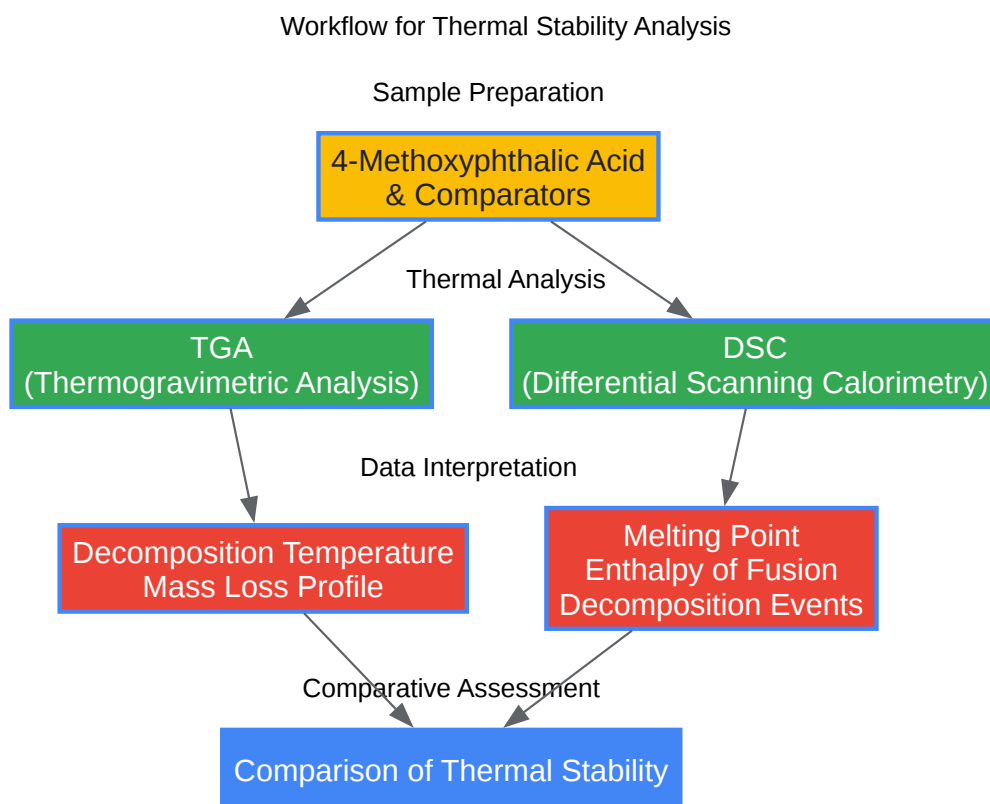 Workflow for Thermal Stability Analysis
Sample Preparation
4-Methoxyphthalic Acid
& Comparators
Thermal Analysis
TGA
(Thermogravimetric Analysis)
DSC
(Differential Scanning Calorimetry)
Data Interpretation
Decomposition Temperature
Mass Loss Profile
Melting Point
Enthalpy of Fusion
Decomposition Events
Comparative Assessment
Comparison of Thermal Stability